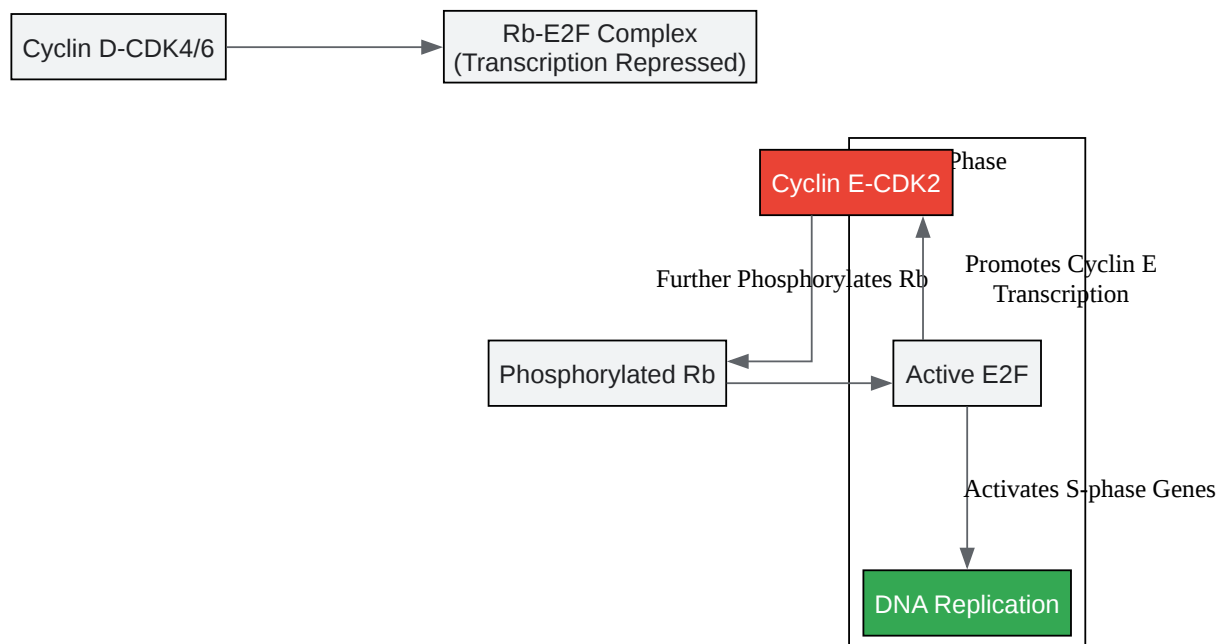 Cyclin D-CDK4/6
Rb-E2F Complex
(Transcription Repressed)
Phase
Cyclin E-CDK2
Further Phosphorylates Rb
Promotes Cyclin E
Transcription
Phosphorylated Rb
Active E2F
Activates S-phase Genes
DNA Replication